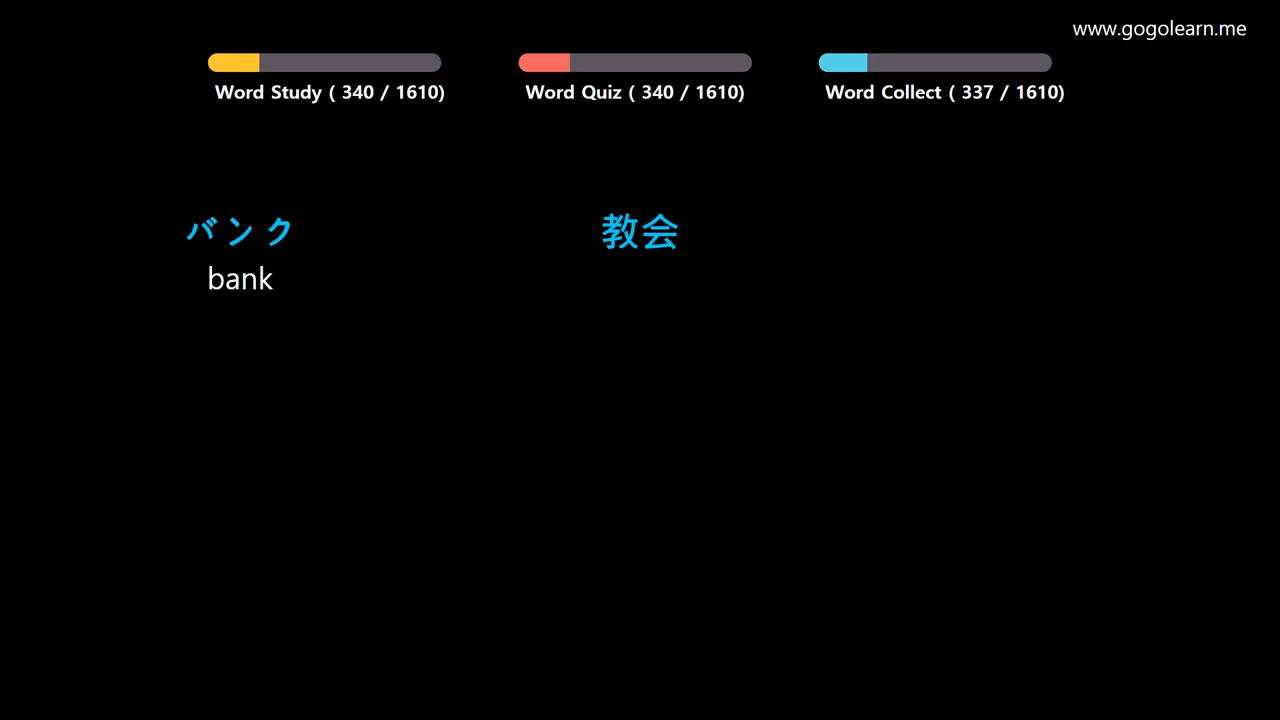 www.gogolearn.me
Word Study ( 340 / 1610)
Word Quiz ( 340 / 1610)
Word Collect ( 337 / 1610)
バンク
bank
教会